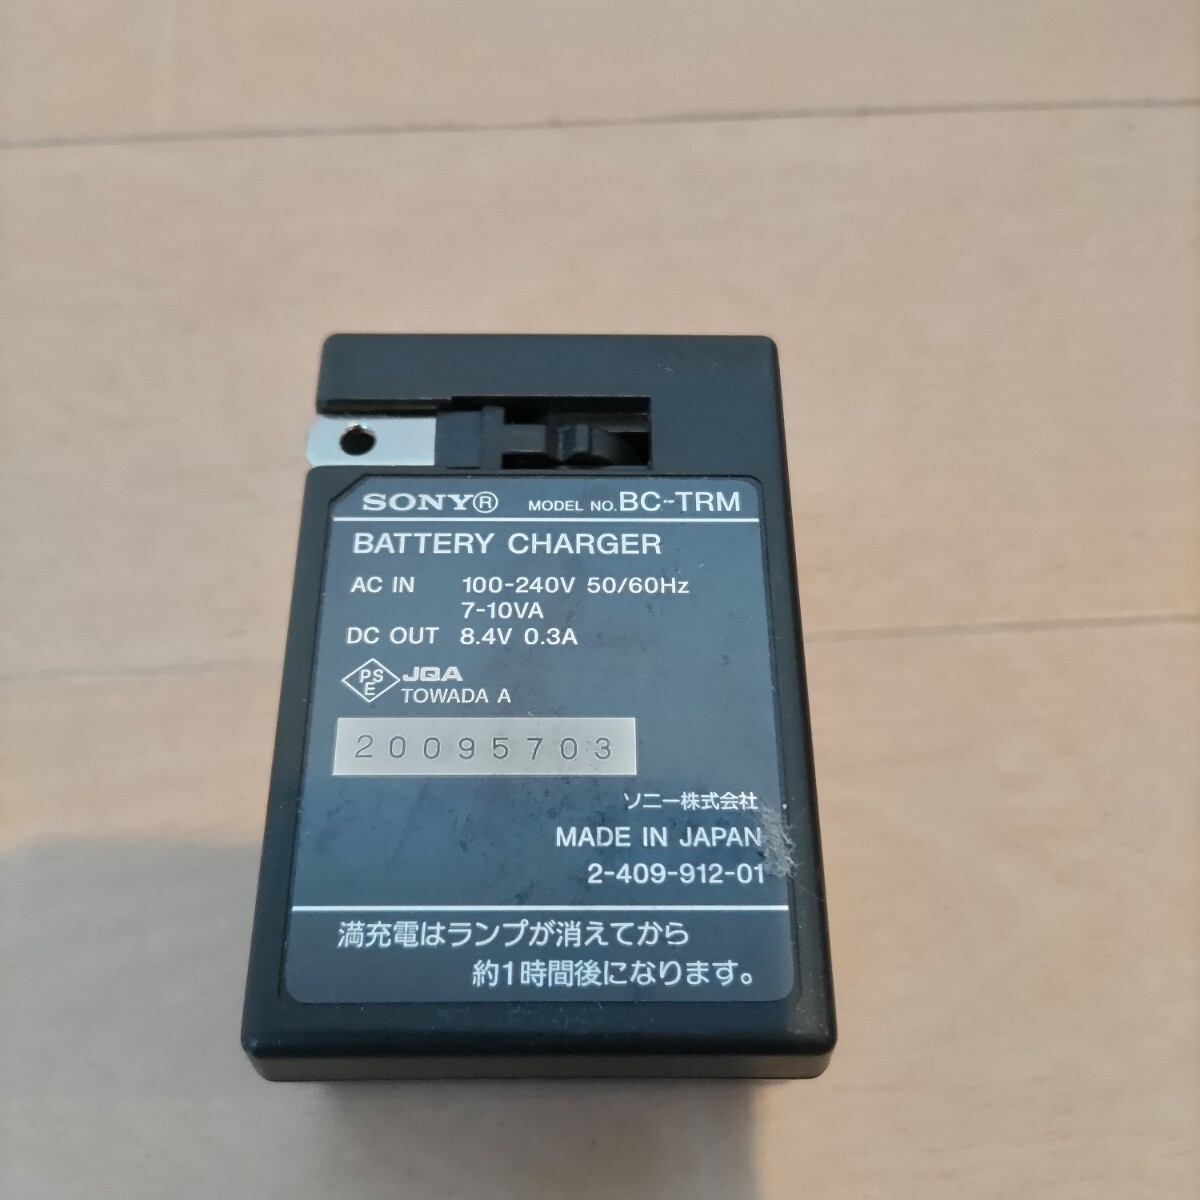 SONY® MODEL NO. BC-TRM
BATTERY CHARGER
AC IN 100-240V 50/60Hz
7-10VA
DC OUT 8.4V 0.3A
PSE JQA
TOWADA A
20095703
ソニー株式会社
MADE IN JAPAN
2-409-912-01
満充電はランプが消えてから
約1時間後になります。